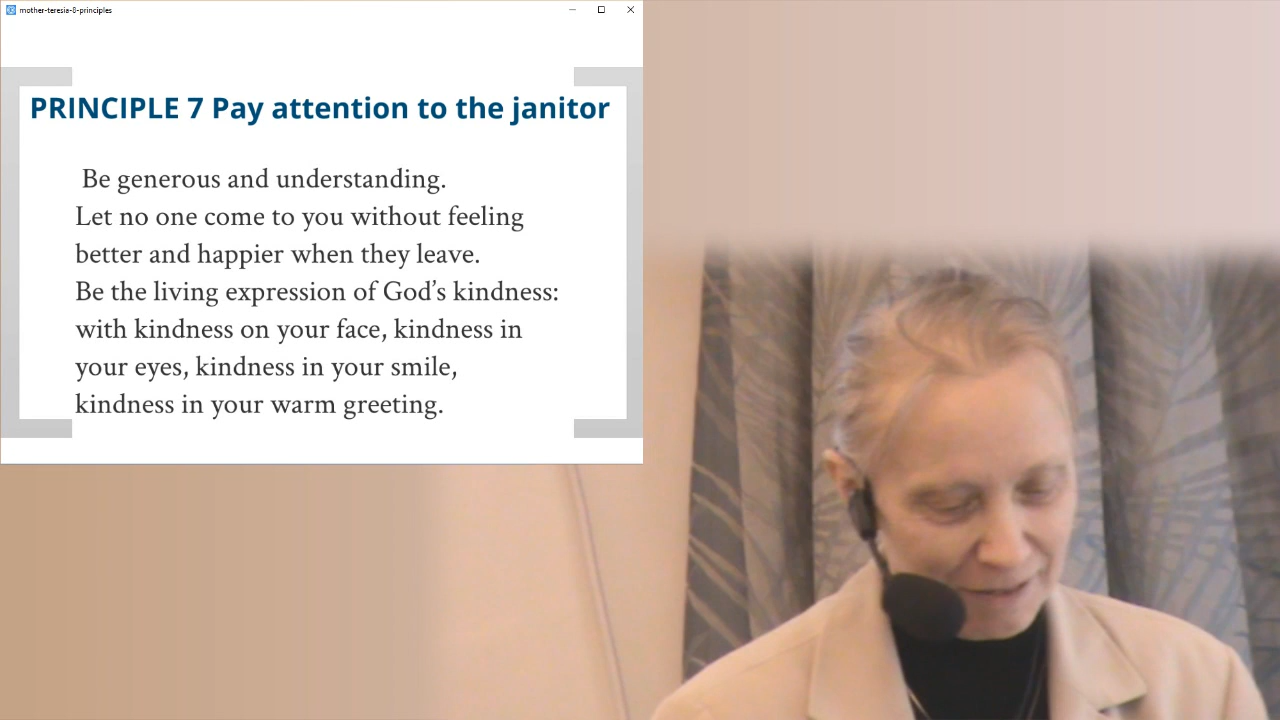 mother-teresia-8-principles
PRINCIPLE 7 Pay attention to the janitor
Be generous and understanding.
Let no one come to you without feeling
better and happier when they leave.
Be the living expression of God’s kindness:
with kindness on your face, kindness in
your eyes, kindness in your smile,
kindness in your warm greeting.